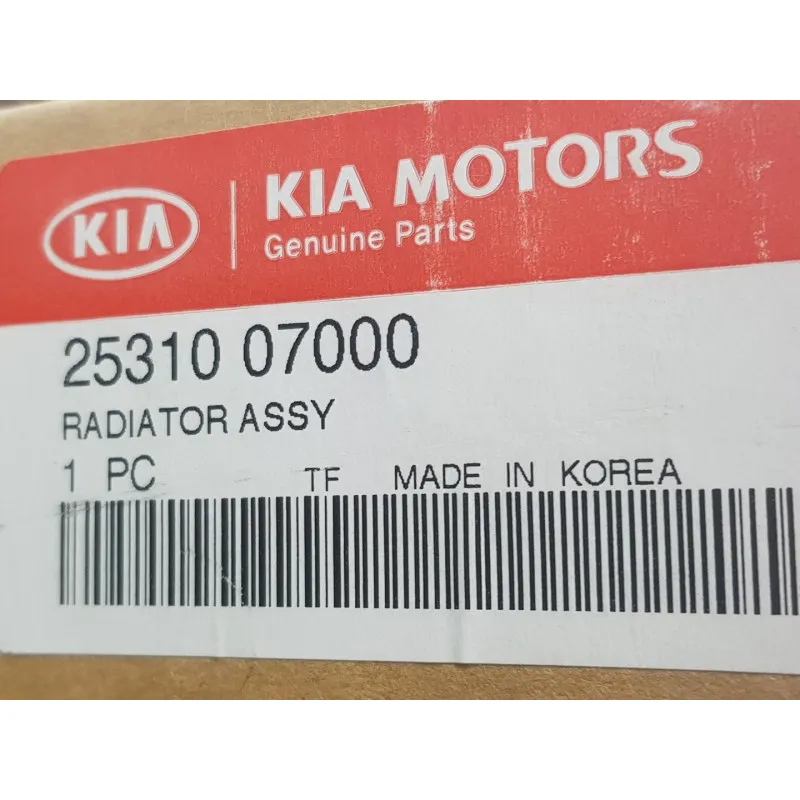 KIA
KIA MOTORS
Genuine Parts
25310 07000
RADIATOR ASSY
1 PC TF MADE IN KOREA